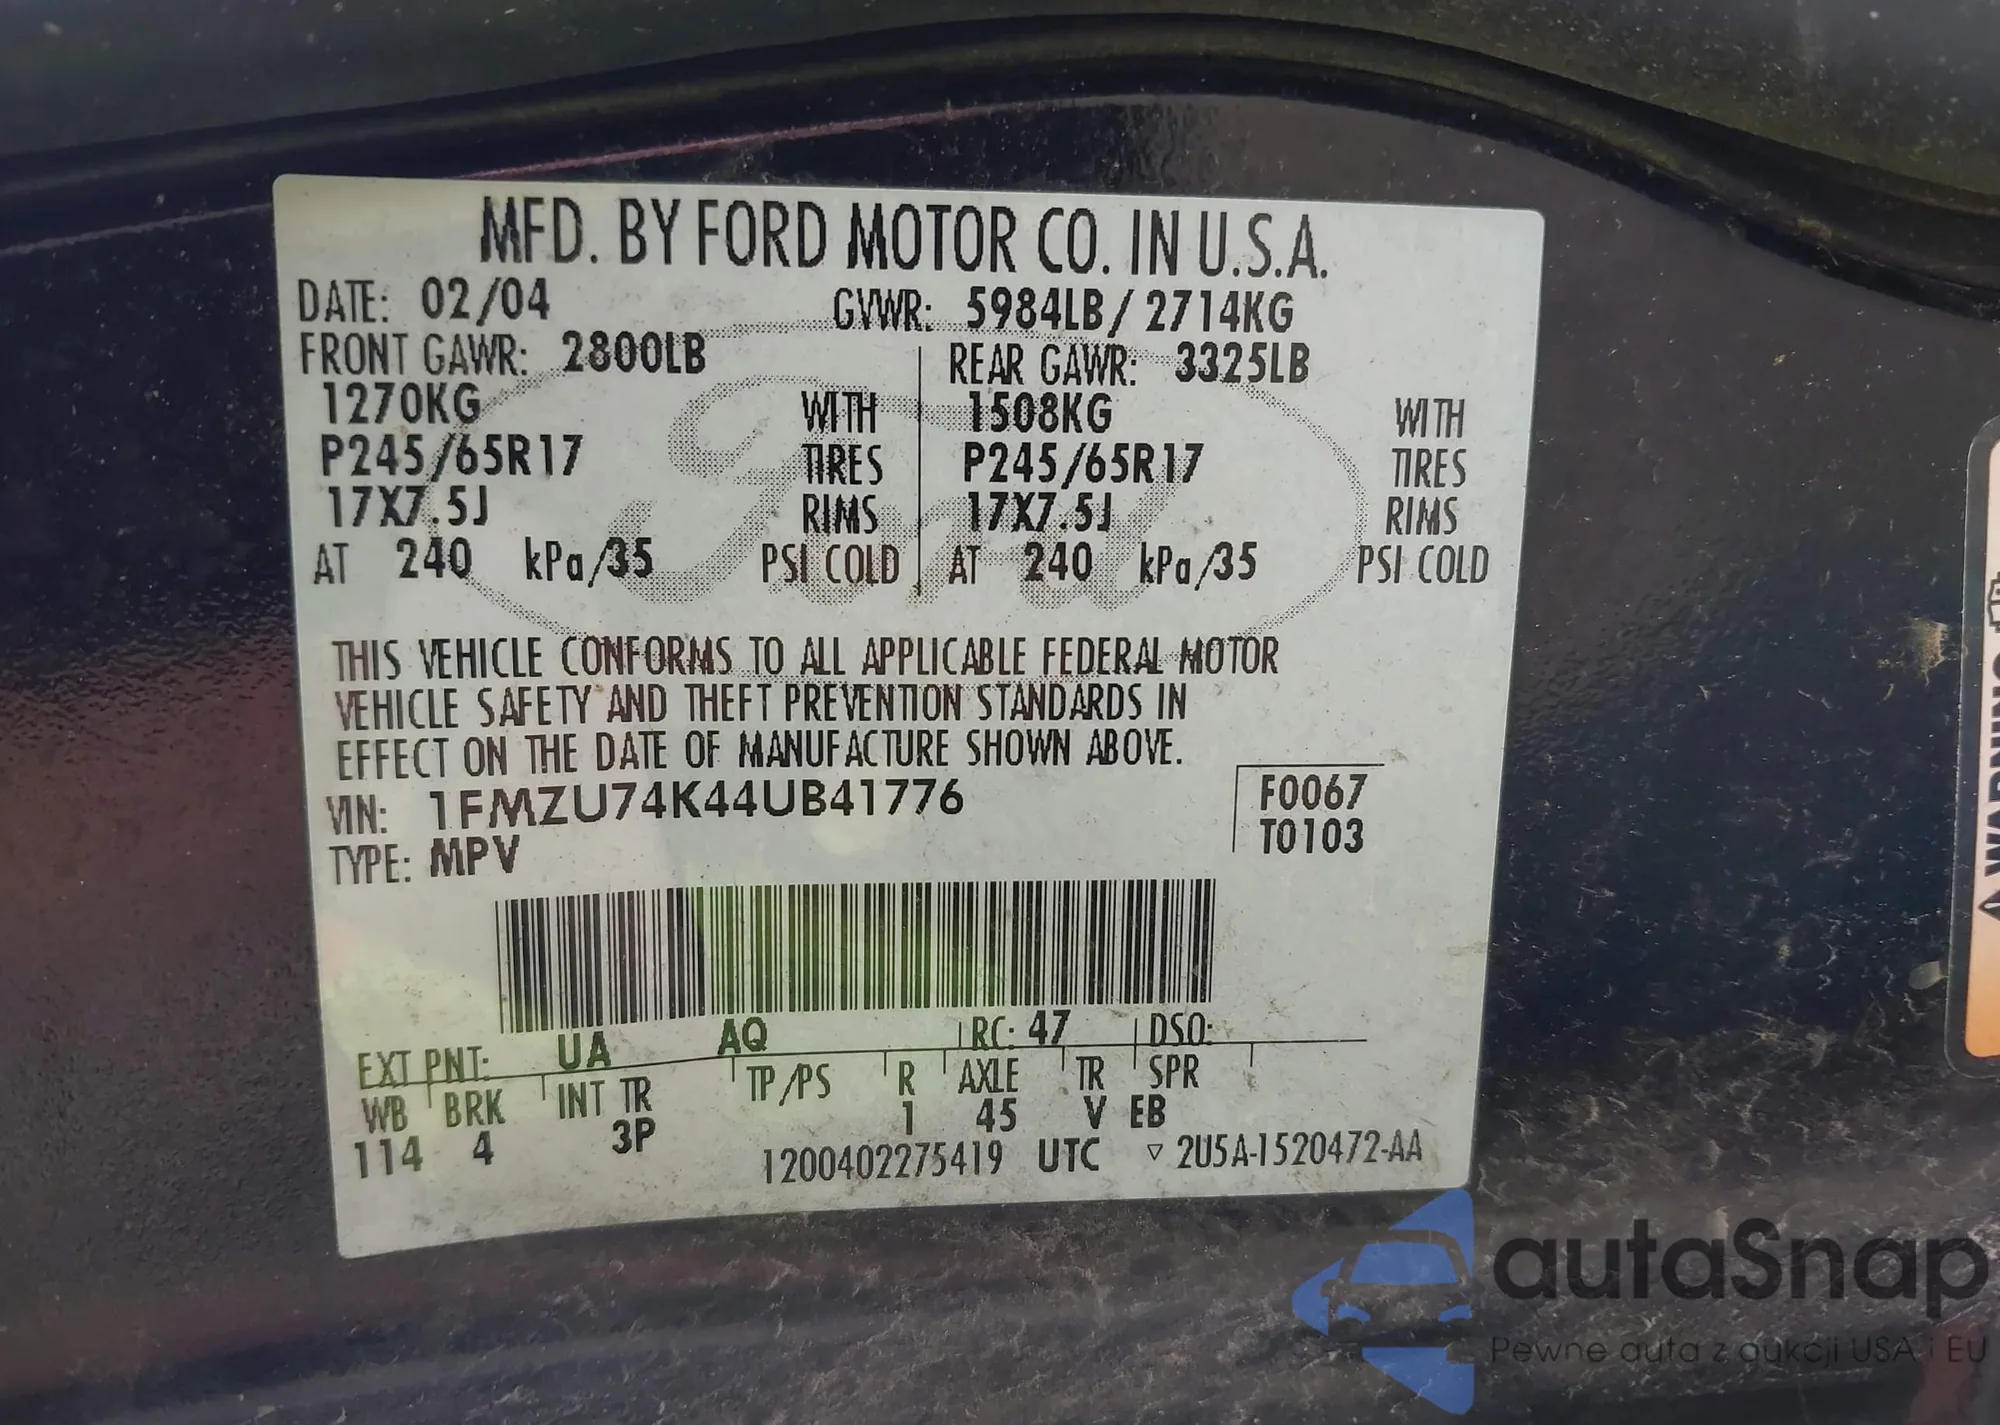 MFD. BY FORD MOTOR CO. IN U.S.A.
DATE: 02/04 GVWR: 5984LB/ 2714KG
FRONT GAWR: 2800LB REAR GAWR: 3325LB
1270KG WITH 1508KG WITH
P245/65R17 TIRES P245/65R17 TIRES
17X7.5J RIMS 17X7.5J RIMS
AT 240 kPa/35 PSI COLD AT 240 kPa/35 PSI COLD
Ford
THIS VEHICLE CONFORMS TO ALL APPLICABLE FEDERAL MOTOR
VEHICLE SAFETY AND THEFT PREVENTION STANDARDS IN
EFFECT ON THE DATE OF MANUFACTURE SHOWN ABOVE.
VIN: 1FMZU74K44UB41776 F0067
TYPE: MPV T0103
EXT PNT: UA AQ RC: 47 DSO:
WB BRK INT TR TP/PS R AXLE TR SPR
114 4 3P 1 45 V EB
1200402275419 UTC ▽ 2U5A-1520472-AA
WARNING
autaSnap
Pewne auta z aukcji USA i EU